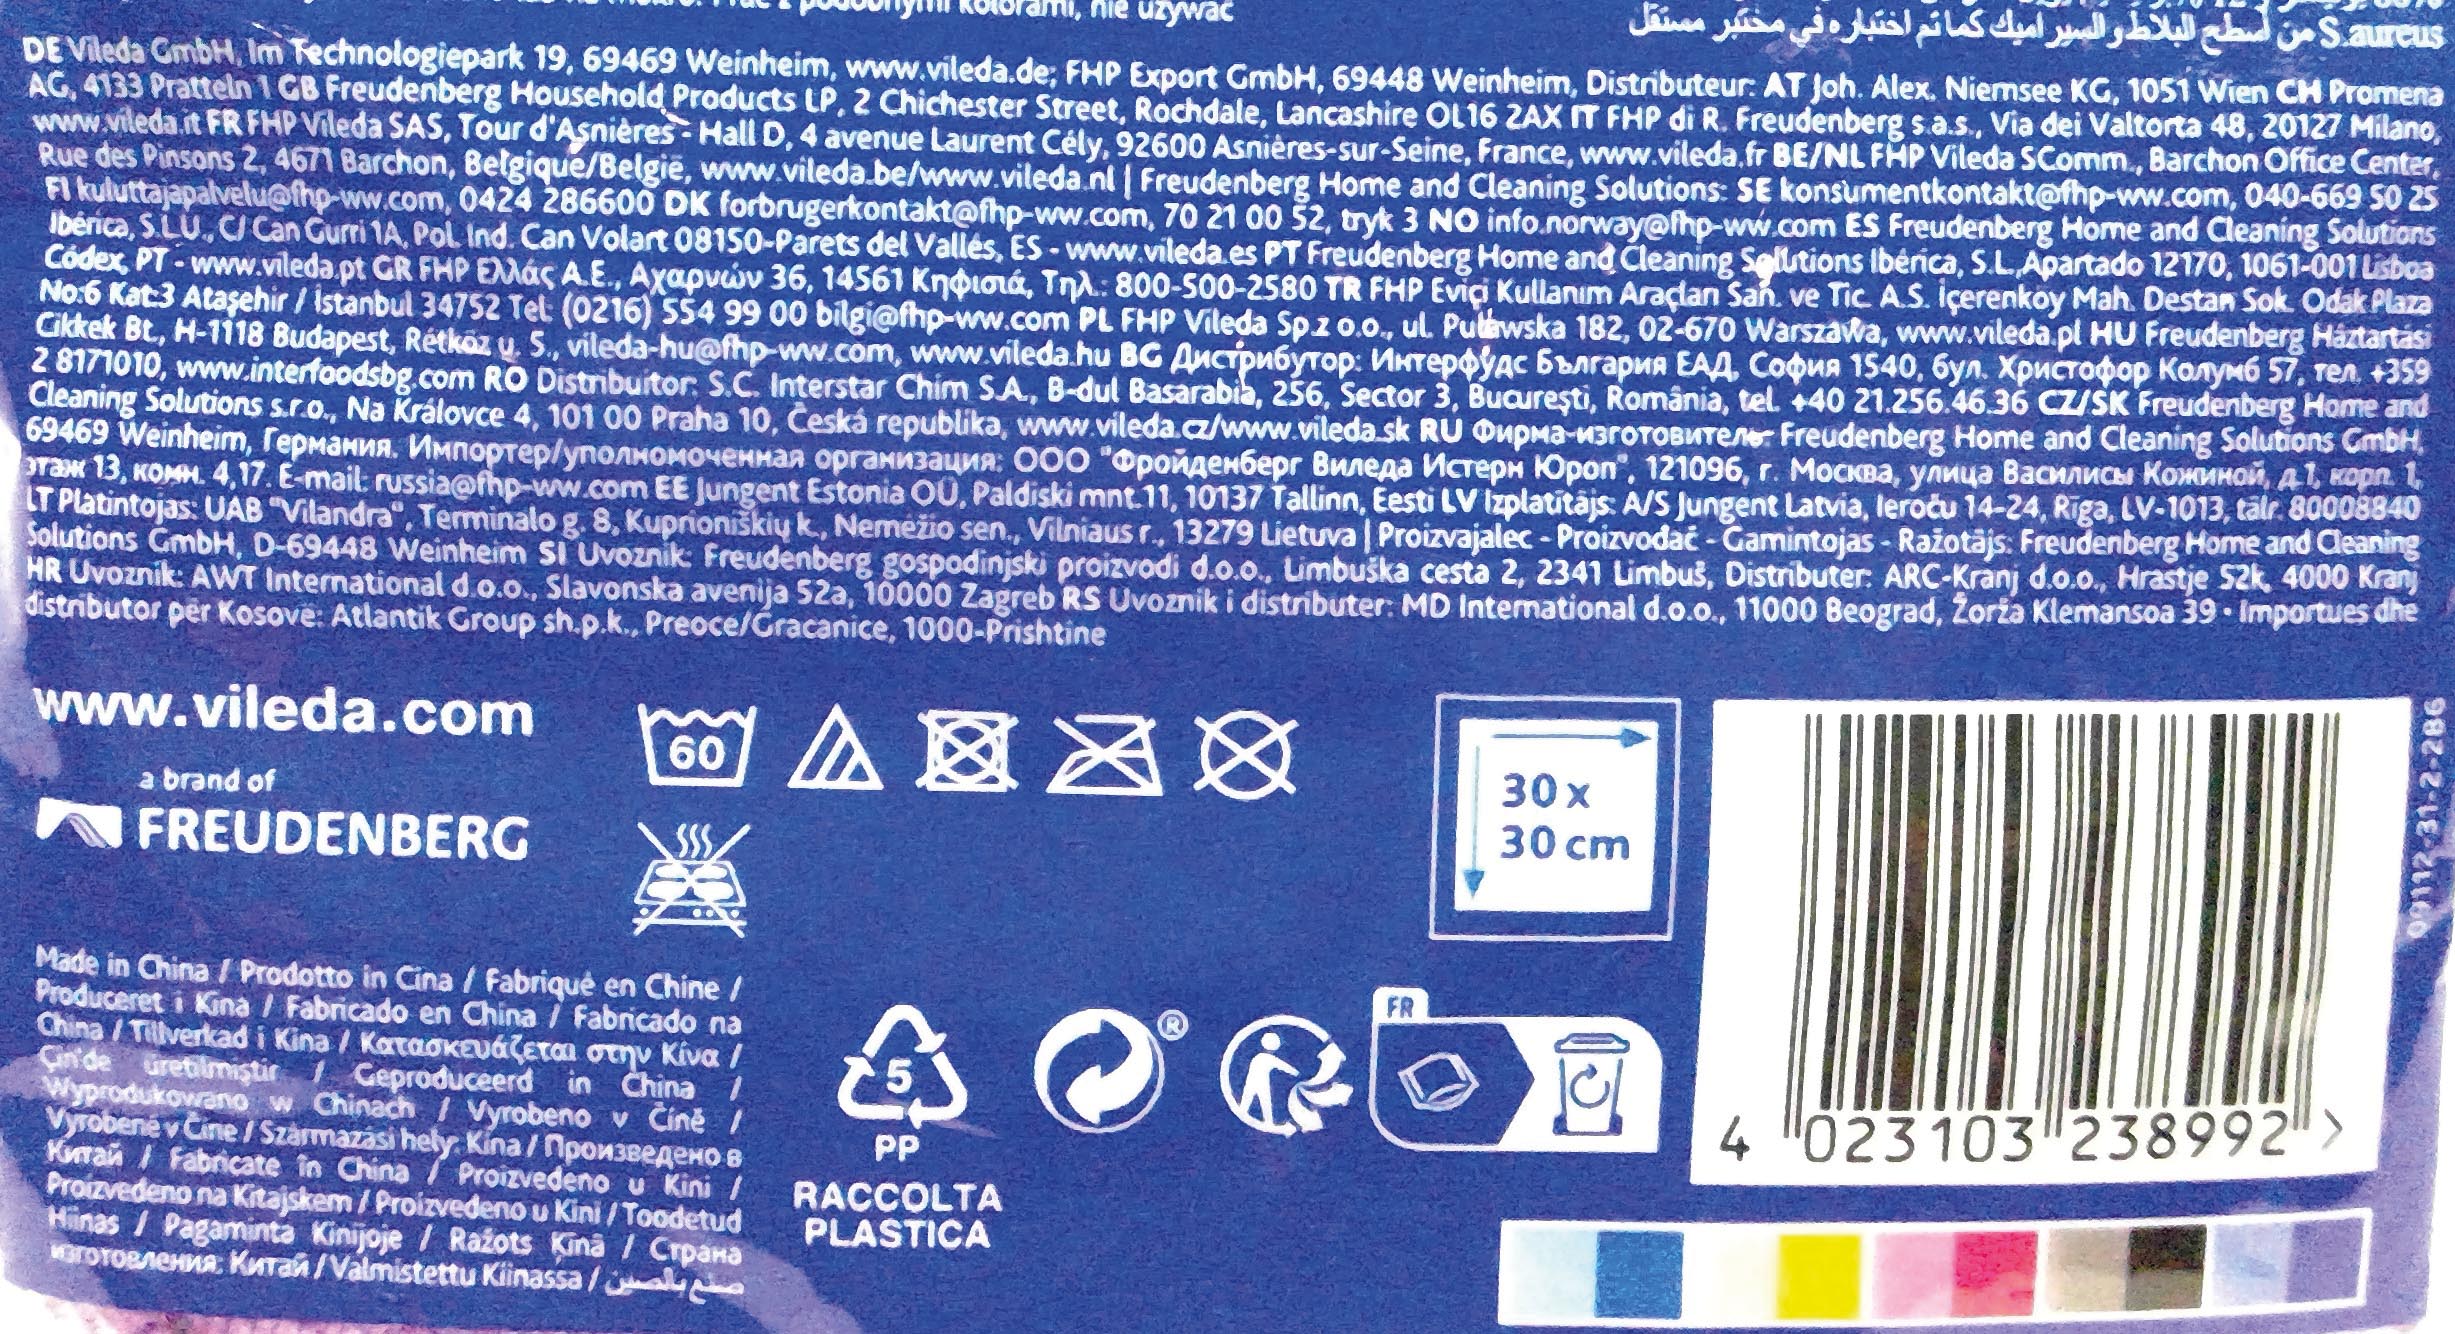 podobnymi kolorami, nie używać
S.aureus من أسطح البلاط والسيراميك كما تم اختباره في مختبر مستقل
DE Vileda GmbH, Im Technologiepark 19, 69469 Weinheim, www.vileda.de; FHP Export GmbH, 69448 Weinheim, Distributeur: AT Joh. Alex. Niemsee KG, 1051 Wien CH Promena
AG, 4133 Pratteln 1 GB Freudenberg Household Products LP, 2 Chichester Street, Rochdale, Lancashire OL16 2AX IT FHP di R. Freudenberg s.a.s., Via dei Valtorta 48, 20127 Milano,
www.vileda.it FR FHP Vileda SAS, Tour d'Asnières - Hall D, 4 avenue Laurent Cély, 92600 Asnières-sur-Seine, France, www.vileda.fr BE/NL FHP Vileda SComm., Barchon Office Center,
Rue des Pinsons 2, 4671 Barchon, Belgique/België, www.vileda.be/www.vileda.nl | Freudenberg Home and Cleaning Solutions: SE konsumentkontakt@fhp-ww.com, 040-669 50 25
FI kuluttajapalvelu@fhp-ww.com, 0424 286600 DK forbrugerkontakt@fhp-ww.com, 70 21 00 52, tryk 3 NO info.norway@fhp-ww.com ES Freudenberg Home and Cleaning Solutions
Ibérica, S.L.U., C/ Can Gurri 1A, Pol. Ind. Can Volart 08150-Parets del Vallés, ES - www.vileda.es PT Freudenberg Home and Cleaning Sollutions Ibérica, S.L,Apartado 12170, 1061-001 Lisboa
Códex, PT - www.vileda.pt GR FHP Ελλάς Α.Ε., Αχαρνών 36, 14561 Κηφισιά, Τηλ.: 800-500-2580 TR FHP Eviçi Kullanım Araçları San. ve Tic A.S. İçerenkoy Mah. Destan Sok. Odak Plaza
No:6 Kat:3 Ataşehir / İstanbul 34752 Tel: (0216) 554 99 00 bilgi@fhp-ww.com PL FHP Vileda Sp.z o.o., ul. Puławska 182, 02-670 Warszawa, www.vileda.pl HU Freudenberg Háztartási
Cikkek Bt., H-1118 Budapest, Rétköz u. 5., vileda-hu@fhp-ww.com, www.vileda.hu BG Дистрибутор: Интерфудс България ЕАД, София 1540, бул. Христофор Колумб 57, тел. +359
2 8171010, www.interfoodsbg.com RO Distribuitor: S.C. Interstar Chim S.A., B-dul Basarabia, 256, Sector 3, Bucureşti, România, tel. +40 21.256.46.36 CZ/SK Freudenberg Home and
Cleaning Solutions s.r.o., Na Královce 4, 101 00 Praha 10, Česká republika, www.vileda.cz/www.vileda.sk RU Фирма-изготовитель- Freudenberg Home and Cleaning Solutions GmbH,
69469 Weinheim, Германия. Импортер/уполномоченная организация: ООО "Фройденберг Виледа Истерн Юроп", 121096, г. Москва, улица Василисы Кожиной, д.1, корп. 1,
этаж 13, комн. 4,17. E-mail: russia@fhp-ww.com EE Jungent Estonia OÜ, Paldiski mnt.11, 10137 Tallinn, Eesti LV Izplatītājs: A/S Jungent Latvia, Ieroču 14-24, Rīga, LV-1013, tālr. 80008840
LT Platintojas: UAB "Vilandra", Terminalo g. 8, Kuprioniškių k., Nemėžio sen., Vilniaus r., 13279 Lietuva | Proizvajalec - Proizvođač - Gamintojas - Ražotājs: Freudenberg Home and Cleaning
Solutions GmbH, D-69448 Weinheim SI Uvoznik: Freudenberg gospodinjski proizvodi d.o.o., Limbuška cesta 2, 2341 Limbuš, Distributer: ARC-Kranj d.o.o., Hrastje 52k, 4000 Kranj
HR Uvoznik: AWT International d.o.o., Slavonska avenija 52a, 10000 Zagreb RS Uvoznik i distributer: MD International d.o.o., 11000 Beograd, Žorža Klemansoa 39 • Importues dhe
distributor për Kosovë: Atlantik Group sh.p.k., Preoce/Gracanice, 1000-Prishtine
www.vileda.com
a brand of
FREUDENBERG
60
30 x
30 cm
09112-31-2-2B6
Made in China / Prodotto in Cina / Fabriqué en Chine /
Produceret i Kina / Fabricado en China / Fabricado na
China / Tillverkad i Kina / Κατασκευάζεται στην Κίνα /
Çin'de üretilmiştir / Geproduceerd in China /
Wyprodukowano w Chinach / Vyrobeno v Číně /
Vyrobené v Číne / Származási hely: Kína / Произведено в
Китай / Fabricate în China / Proizvedeno u Kini /
Proizvedeno na Kitajskem / Proizvedeno u Kini / Toodetud
Hiinas / Pagaminta Kinijoje / Ražots Ķīnā / Страна
изготовления: Китай / Valmistettu Kiinassa / صنع بالصين
5
PP
RACCOLTA
PLASTICA
®
FR
4 023103 238992 >